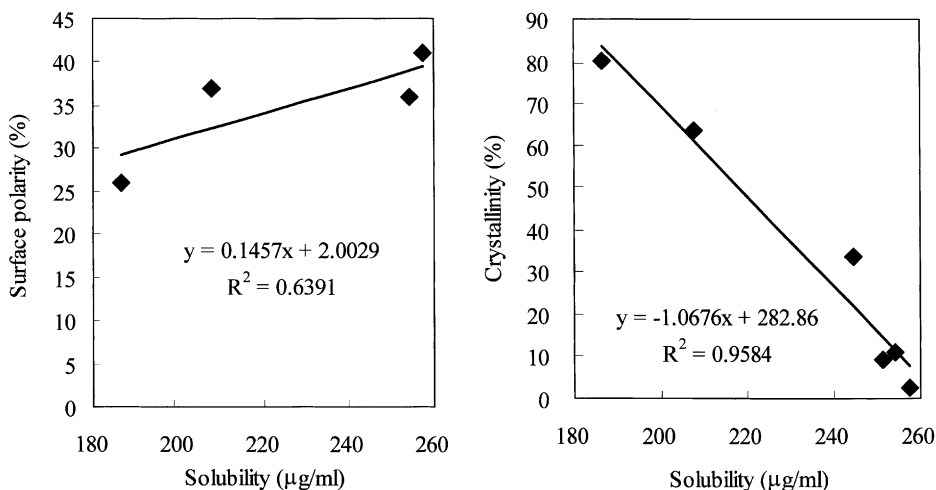 45
40
35
30
25
20
15
10
5
0
Surface polarity (%)
y = 0.1457x + 2.0029
R² = 0.6391
180 200 220 240 260
Solubility (µg/ml)
90
80
70
60
50
40
30
20
10
0
Crystallinity (%)
y = -1.0676x + 282.86
R² = 0.9584
180 200 220 240 260
Solubility (µg/ml)